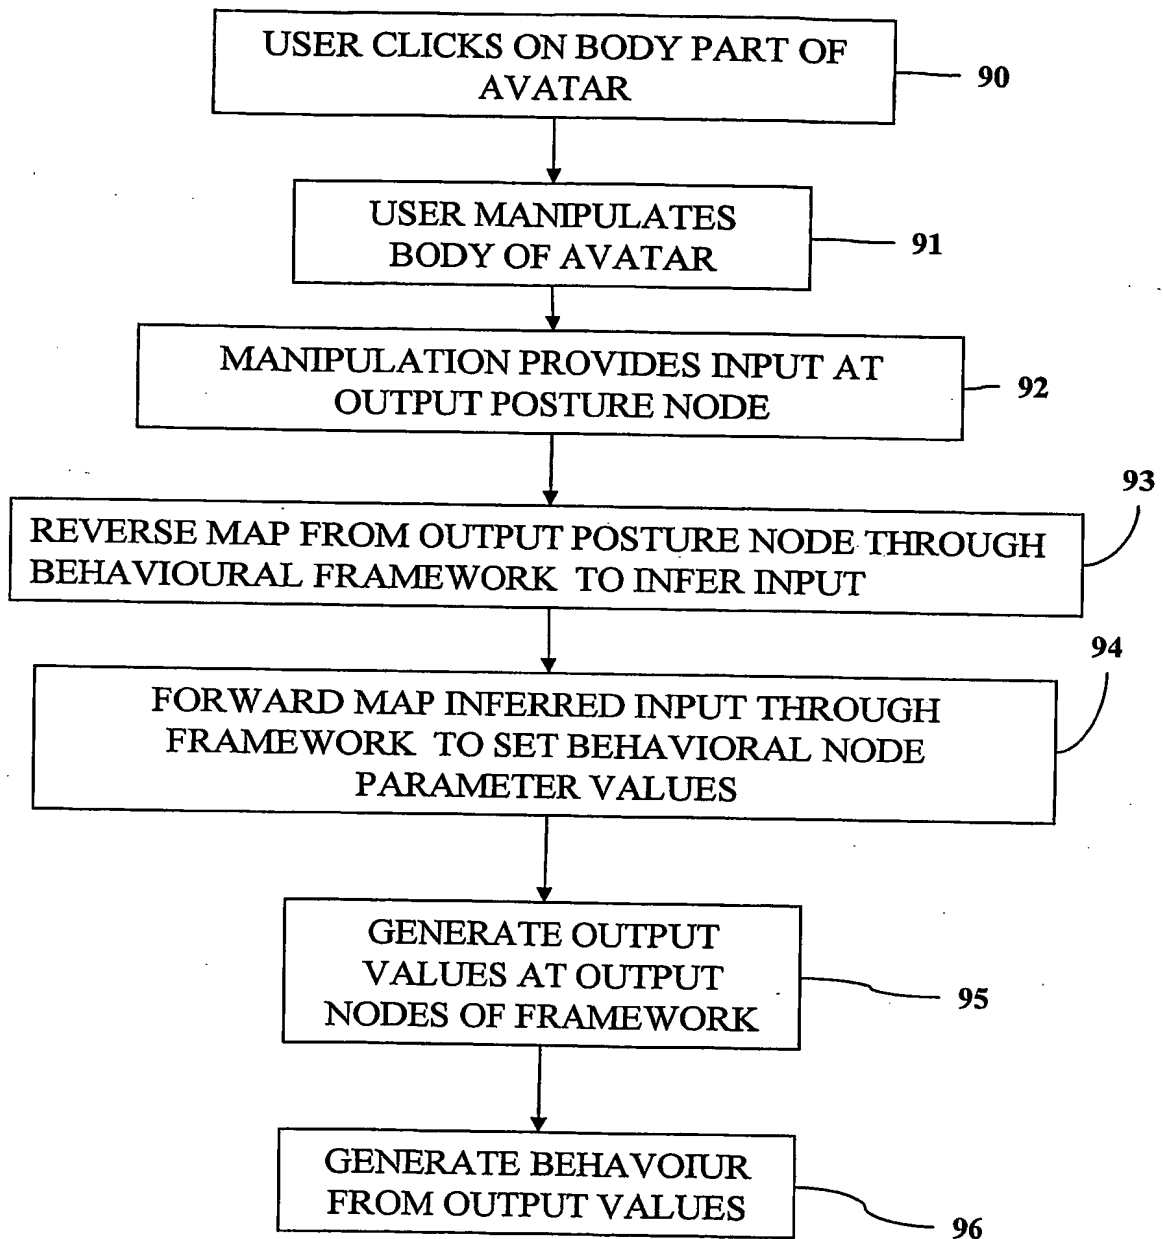 USER CLICKS ON BODY PART OF
AVATAR
90
USER MANIPULATES
BODY OF AVATAR
91
MANIPULATION PROVIDES INPUT AT
OUTPUT POSTURE NODE
92
93
REVERSE MAP FROM OUTPUT POSTURE NODE THROUGH
BEHAVIOURAL FRAMEWORK TO INFER INPUT
94
FORWARD MAP INFERRED INPUT THROUGH
FRAMEWORK TO SET BEHAVIORAL NODE
PARAMETER VALUES
GENERATE OUTPUT
VALUES AT OUTPUT
NODES OF FRAMEWORK
95
GENERATE BEHAVOIUR
FROM OUTPUT VALUES
96